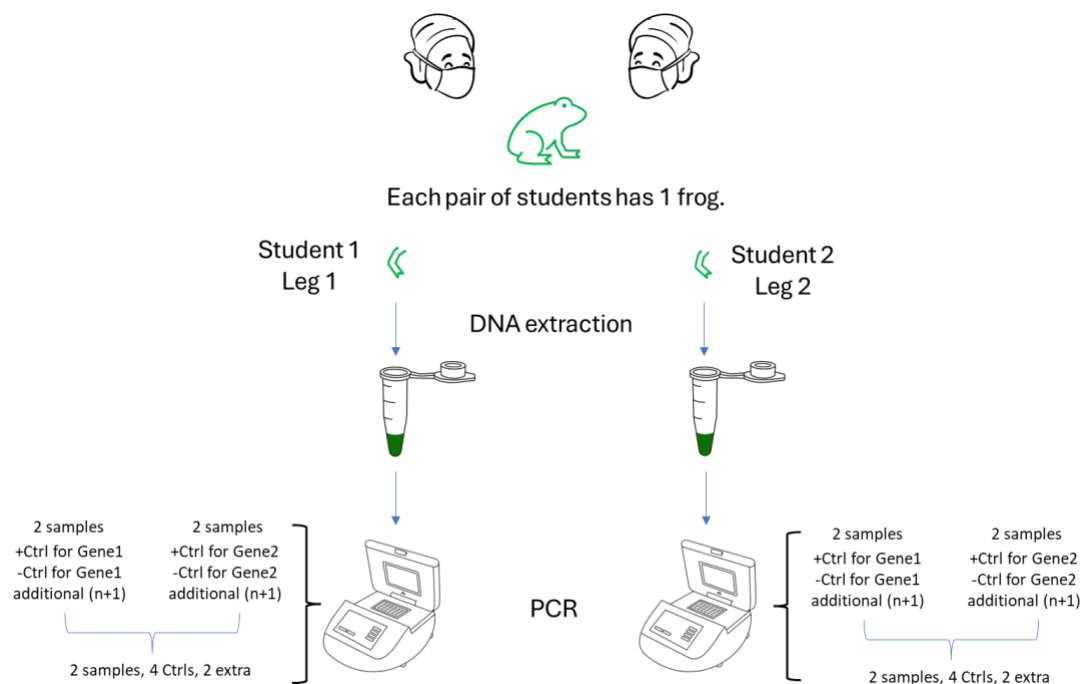 Each pair of students has 1 frog.
Student 1
Leg 1
Student 2
Leg 2
DNA extraction
2 samples
+Ctrl for Gene1
-Ctrl for Gene1
additional (n+1)
2 samples
+Ctrl for Gene2
-Ctrl for Gene2
additional (n+1)
2 samples, 4 Ctrls, 2 extra
PCR
2 samples
+Ctrl for Gene1
-Ctrl for Gene1
additional (n+1)
2 samples
+Ctrl for Gene2
-Ctrl for Gene2
additional (n+1)
2 samples, 4 Ctrls, 2 extra